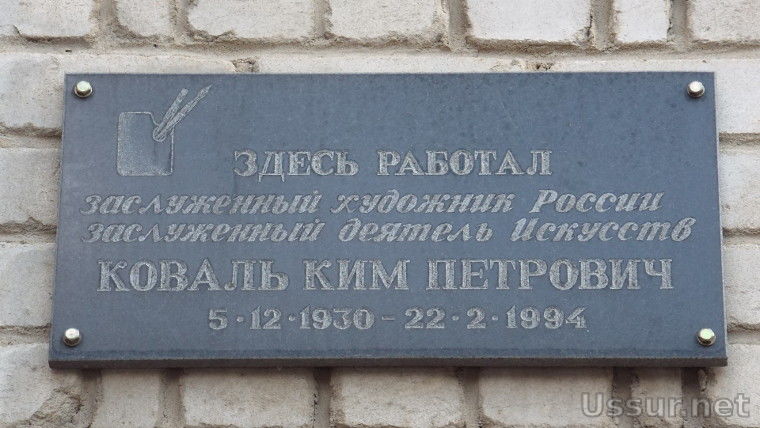 ЗДЕСЬ РАБОТАЛ
заслуженный художник России
заслуженный деятель Искусств
КОВАЛЬ КИМ ПЕТРОВИЧ
5·12·1930 – 22·2·1994
Ussur.net